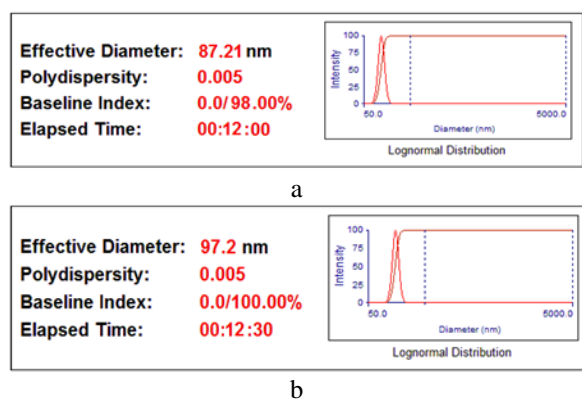 Effective Diameter: 87.21 nm
Polydispersity: 0.005
Baseline Index: 0.0/98.00%
Elapsed Time: 00:12:00
Intensity
100
75
50
25
0
50.0
5000.0
Diameter (nm)
Lognormal Distribution
a
Effective Diameter: 97.2 nm
Polydispersity: 0.005
Baseline Index: 0.0/100.00%
Elapsed Time: 00:12:30
Intensity
100
75
50
25
0
50.0
5000.0
Diameter (nm)
Lognormal Distribution
b